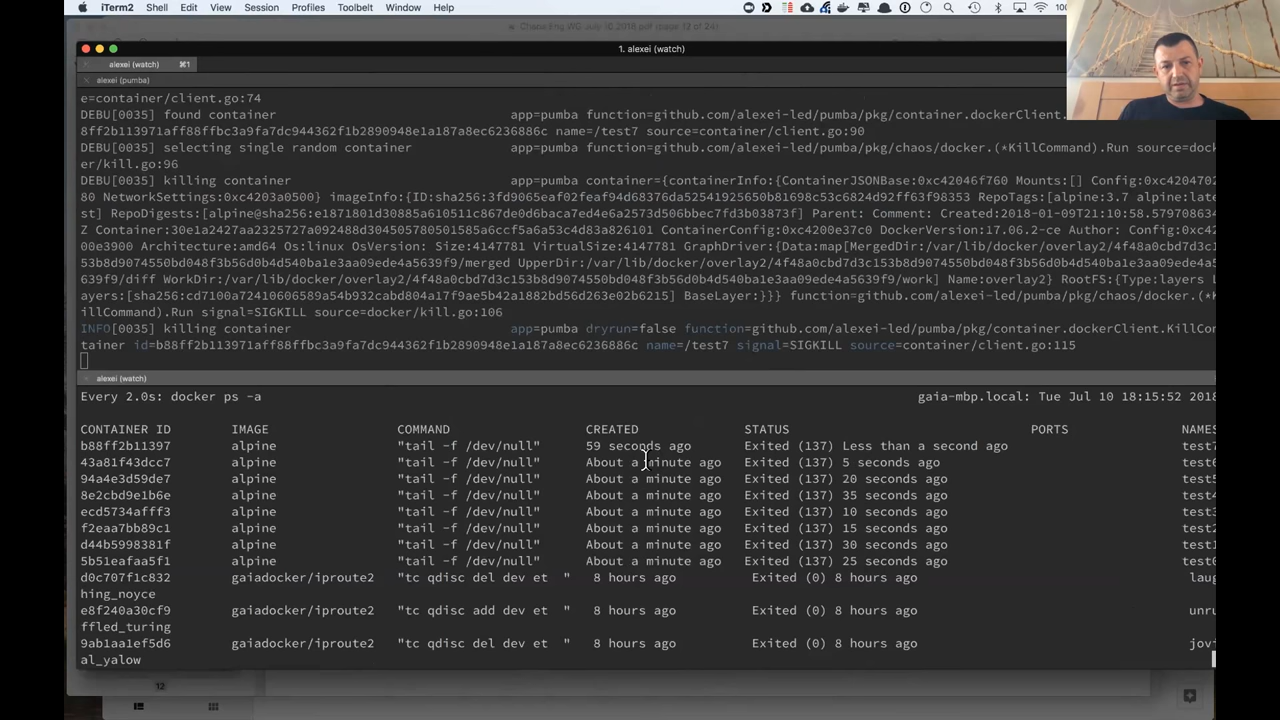 iTerm2 Shell Edit View Session Profiles Toolbelt Window Help
1. alexei (watch)
alexei (watch) ⌘1
alexei (pumba)
e=container/client.go:74
DEBU[0035] found container app=pumba function=github.com/alexei-led/pumba/pkg/container.dockerClient.
8ff2b113971aff88ffbc3a9fa7dc944362f1b2890948e1a187a8ec6236886c name=/test7 source=container/client.go:90
DEBU[0035] selecting single random container app=pumba function=github.com/alexei-led/pumba/pkg/chaos/docker.(*KillCommand).Run source=dock
er/kill.go:96
DEBU[0035] killing container app=pumba container={containerInfo:{ContainerJSONBase:0xc42046f760 Mounts:[] Config:0xc4204702
80 NetworkSettings:0xc4203a0500} imageInfo:{ID:sha256:3fd9065eaf02feaf94d68376da52541925650b81698c53c6824d92ff63f98353 RepoTags:[alpine:3.7 alpine:late
st] RepoDigests:[alpine@sha256:e1871801d30885a610511c867de0d6baca7ed4e6a2573d506bbec7fd3b03873f] Parent: Comment: Created:2018-01-09T21:10:58.579708736
Z Container:30e1a2427aa2325727a092488d304505780501585c6ccf5a6a53c4d83a826101 ContainerConfig:0xc4200e37c0 DockerVersion:17.06.2-ce Author: Config:0xc42
00e3900 Architecture:amd64 Os:linux OsVersion: Size:4147781 VirtualSize:4147781 GraphDriver:{Data:map[MergedDir:/var/lib/docker/overlay2/4f48a0k3b0d8c9
53b8d9074550bd048f3b56d0b4d540ba1e3aa09ede4a5639f9/merged UpperDir:/var/lib/docker/overlay2/4f48a0k3b0d8c153b8d9074550bd048f3b56d0b4d540ba1e3aa09ede4a5
639f9/diff WorkDir:/var/lib/docker/overlay2/4f48a0k3b0d8c153b8d9074550bd048f3b56d0b4d540ba1e3aa09ede4a5639f9/work] Name:overlay2} RootFS:{Type:layers L
ayers:[sha256:cd7100a72410606589a54b932cabd804a17f9ae5b42a1882bd56d263e02b6215] BaseLayer:}}} function=github.com/alexei-led/pumba/pkg/chaos/docker.(*K
illCommand).Run signal=SIGKILL source=docker/kill.go:106
INFO[0035] killing container app=pumba dryrun=false function=github.com/alexei-led/pumba/pkg/container.dockerClient.KillCon
tainer id=b88ff2b113971aff88ffbc3a9fa7dc944362f1b2890948e1a187a8ec6236886c name=/test7 signal=SIGKILL source=container/client.go:115
alexei (watch)
Every 2.0s: docker ps -a gaia-mbp.local: Tue Jul 10 18:15:52 2018
CONTAINER ID IMAGE COMMAND CREATED STATUS PORTS NAMES
b88ff2b11397 alpine "tail -f /dev/null" 59 seconds ago Exited (137) Less than a second ago test7
43a81f43dcc7 alpine "tail -f /dev/null" About a minute ago Exited (137) 5 seconds ago test6
94a4e3d59de7 alpine "tail -f /dev/null" About a minute ago Exited (137) 20 seconds ago test5
8e2cbd9e1b6e alpine "tail -f /dev/null" About a minute ago Exited (137) 35 seconds ago test4
ecd5734afff3 alpine "tail -f /dev/null" About a minute ago Exited (137) 10 seconds ago test3
f2eaa7bb89c1 alpine "tail -f /dev/null" About a minute ago Exited (137) 15 seconds ago test2
d44b5998381f alpine "tail -f /dev/null" About a minute ago Exited (137) 30 seconds ago test1
5b51eafaa5f1 alpine "tail -f /dev/null" About a minute ago Exited (137) 25 seconds ago test
d0c707f1c832 gaiadocker/iproute2 "tc qdisc del dev et " 8 hours ago Exited (0) 8 hours ago laug
hing_noyce
e8f240a30cf9 gaiadocker/iproute2 "tc qdisc add dev et " 8 hours ago Exited (0) 8 hours ago unru
ffled_turing
9ab1aa1ef5d6 gaiadocker/iproute2 "tc qdisc del dev et " 8 hours ago Exited (0) 8 hours ago jovi
al_yalow
12